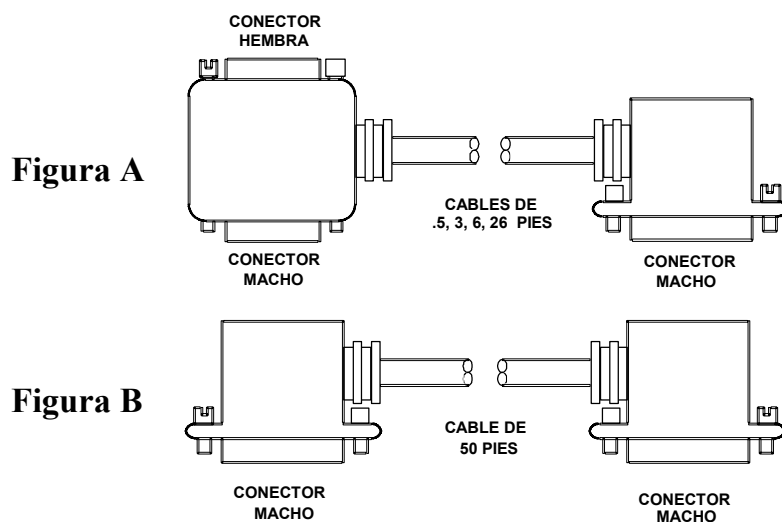 CONECTOR
HEMBRA
Figura A
CABLES DE
.5, 3, 6, 26 PIES
CONECTOR
MACHO
CONECTOR
MACHO
Figura B
CABLE DE
50 PIES
CONECTOR
MACHO
CONECTOR
MACHO